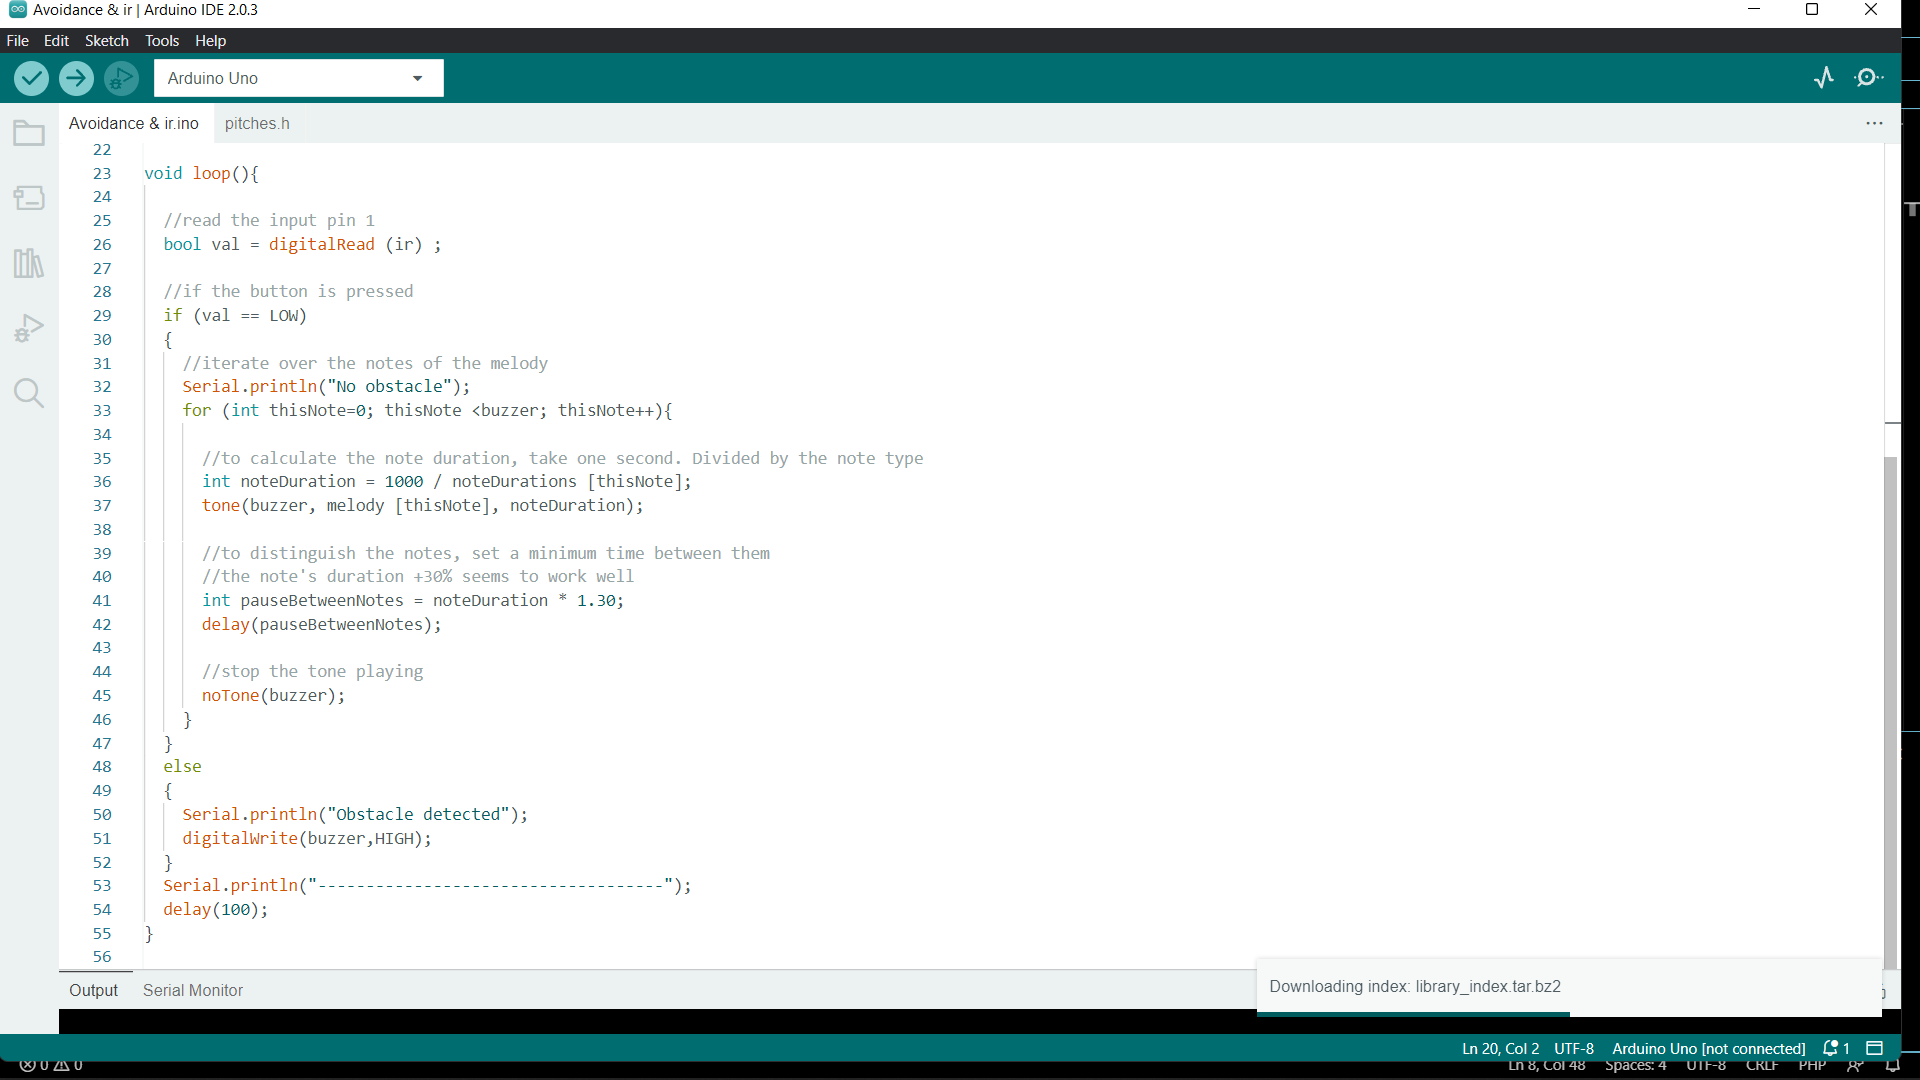 Avoidance & ir | Arduino IDE 2.0.3
File Edit Sketch Tools Help
Arduino Uno
Avoidance & ir.ino pitches.h
22
23 void loop(){
24
25 //read the input pin 1
26 bool val = digitalRead (ir) ;
27
28 //if the button is pressed
29 if (val == LOW)
30 {
31 //iterate over the notes of the melody
32 Serial.println("No obstacle");
33 for (int thisNote=0; thisNote <buzzer; thisNote++){
34
35 //to calculate the note duration, take one second. Divided by the note type
36 int noteDuration = 1000 / noteDurations [thisNote];
37 tone(buzzer, melody [thisNote], noteDuration);
38
39 //to distinguish the notes, set a minimum time between them
40 //the note's duration +30% seems to work well
41 int pauseBetweenNotes = noteDuration * 1.30;
42 delay(pauseBetweenNotes);
43
44 //stop the tone playing
45 noTone(buzzer);
46 }
47 }
48 else
49 {
50 Serial.println("Obstacle detected");
51 digitalWrite(buzzer,HIGH);
52 }
53 Serial.println("------------------------------------");
54 delay(100);
55 }
56
Output Serial Monitor
Downloading index: library_index.tar.bz2
Ln 20, Col 2 UTF-8 Arduino Uno [not connected] 1
0 0 Ln 8, Col 48 Spaces: 4 UTF-8 CRLF PHP